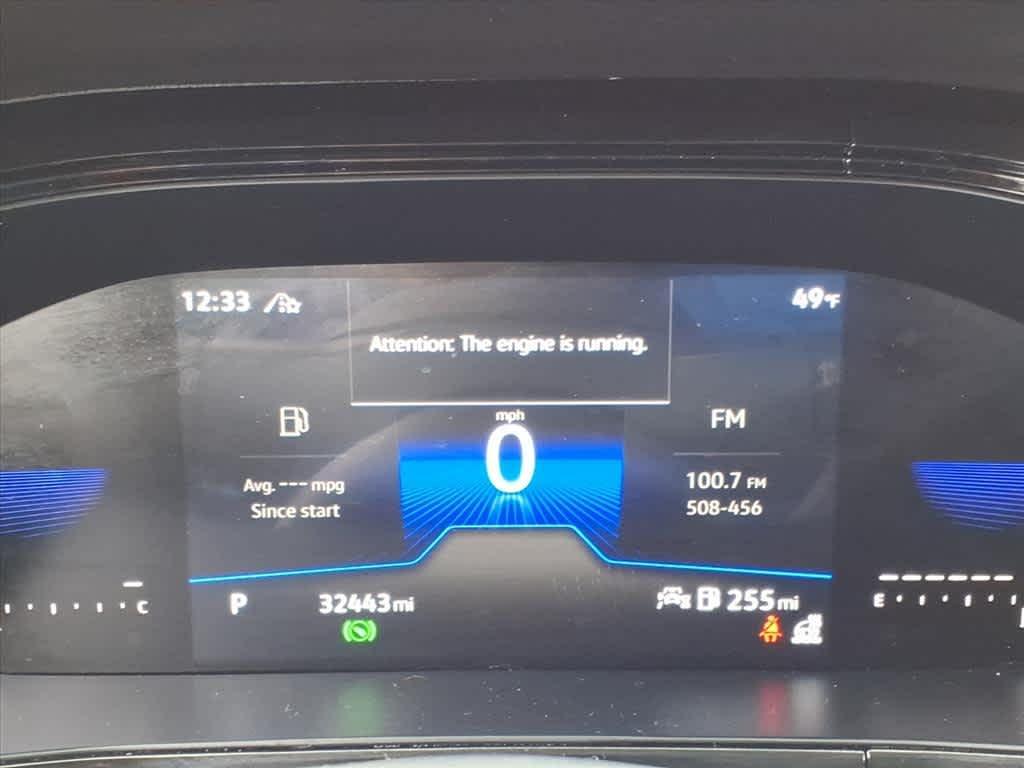 12:33
49°F
Attention: The engine is running.
mph
0
FM
Avg. --- mpg
Since start
100.7 FM
508-456
C
E
P
32443 mi
255 mi